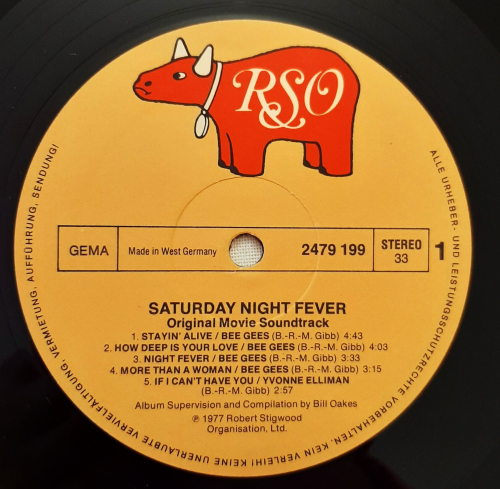 RSO
GEMA
Made in West Germany
2479 199
STEREO
33
1
SATURDAY NIGHT FEVER
Original Movie Soundtrack
1. STAYIN' ALIVE / BEE GEES (B.-R.-M. Gibb) 4:43
2. HOW DEEP IS YOUR LOVE / BEE GEES (B.-R.-M. Gibb) 4:03
3. NIGHT FEVER / BEE GEES (B.-R.-M. Gibb) 3:33
4. MORE THAN A WOMAN / BEE GEES (B.-R.-M. Gibb) 3:15
5. IF I CAN'T HAVE YOU / YVONNE ELLIMAN
(B.-R.-M. Gibb) 2:57
Album Supervision and Compilation by Bill Oakes
℗ 1977 Robert Stigwood
Organisation, Ltd.
ALLE URHEBER- UND LEISTUNGSSCHUTZRECHTE VORBEHALTEN. KEIN VERLEIH! KEINE UNERLAUBTE VERVIELFÄLTIGUNG, VERMIETUNG, AUFFÜHRUNG, SENDUNG!